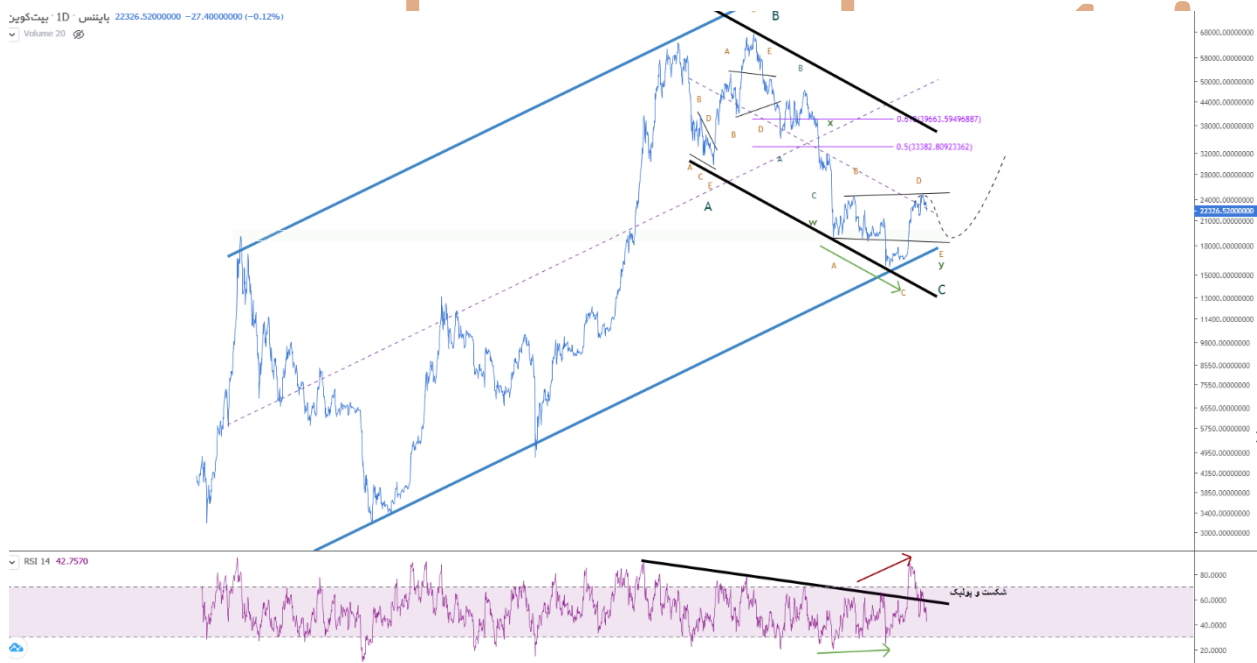 بیت‌کوین · 1D · بایننس 22326.52000000 −27.40000000 (−0.12%)
Volume 20
B
A
E
B
B
D
B
D
x
0.618(39663.59496887)
0.5(33382.80923362)
A
A
C
E
A
C
B
D
w
A
E
y
C
C
68000.00000000
58000.00000000
50000.00000000
44000.00000000
38000.00000000
32000.00000000
28000.00000000
24000.00000000
22326.52000000
21000.00000000
18000.00000000
15000.00000000
13000.00000000
11400.00000000
9800.00000000
8550.00000000
7550.00000000
6550.00000000
5750.00000000
4950.00000000
4350.00000000
3850.00000000
3400.00000000
3000.00000000
RSI 14 42.7570
شکست و پولبک
80.0000
60.0000
40.0000
20.0000